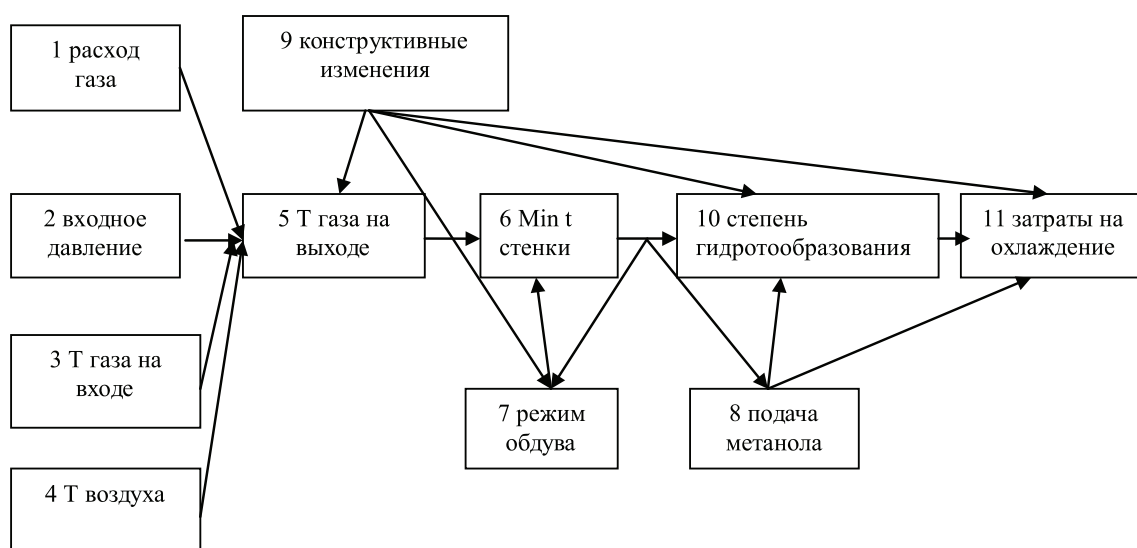 1 расход
газа
9 конструктивные
изменения
2 входное
давление
5 Т газа на
выходе
6 Min t
стенки
10 степень
гидротообразования
11 затраты на
охлаждение
3 Т газа на
входе
7 режим
обдува
8 подача
метанола
4 Т воздуха